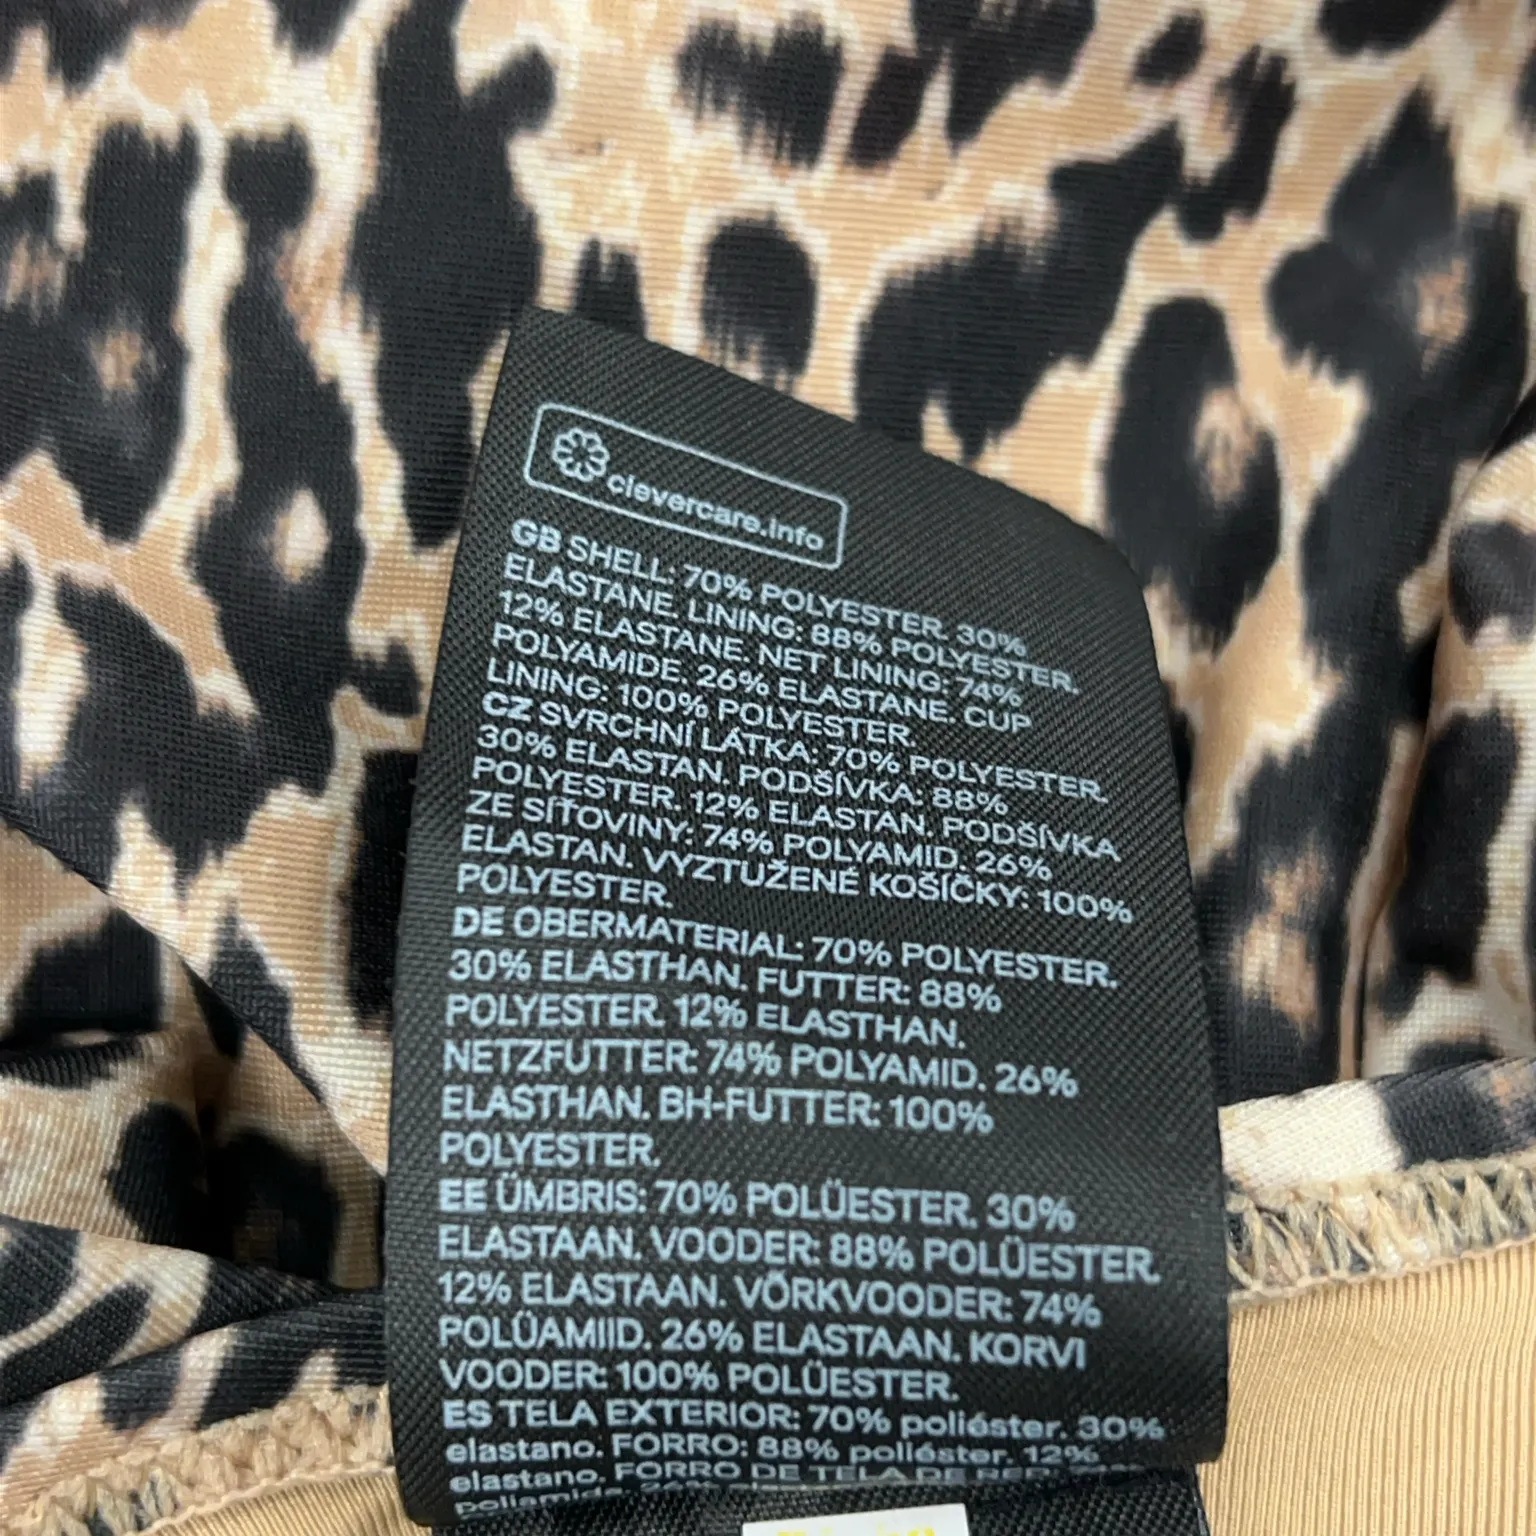 clevercare.info
GB SHELL: 70% POLYESTER. 30%
ELASTANE. LINING: 88% POLYESTER.
12% ELASTANE. NET LINING: 74%
POLYAMIDE. 26% ELASTANE. CUP
LINING: 100% POLYESTER.
CZ SVRCHNÍ LÁTKA: 70% POLYESTER.
30% ELASTAN. PODŠÍVKA: 88%
POLYESTER. 12% ELASTAN. PODŠÍVKA
ZE SÍŤOVINY: 74% POLYAMID. 26%
ELASTAN. VYZTUŽENÉ KOŠÍČKY: 100%
POLYESTER.
DE OBERMATERIAL: 70% POLYESTER.
30% ELASTHAN. FUTTER: 88%
POLYESTER. 12% ELASTHAN.
NETZFUTTER: 74% POLYAMID. 26%
ELASTHAN. BH-FUTTER: 100%
POLYESTER.
EE ÜMBRIS: 70% POLÜESTER. 30%
ELASTAAN. VOODER: 88% POLÜESTER.
12% ELASTAAN. VÕRKVOODER: 74%
POLÜAMIID. 26% ELASTAAN. KORVI
VOODER: 100% POLÜESTER.
ES TELA EXTERIOR: 70% poliéster. 30%
elastano. FORRO: 88% poliéster. 12%
elastano. FORRO DE TELA DE RED:
poliamida.